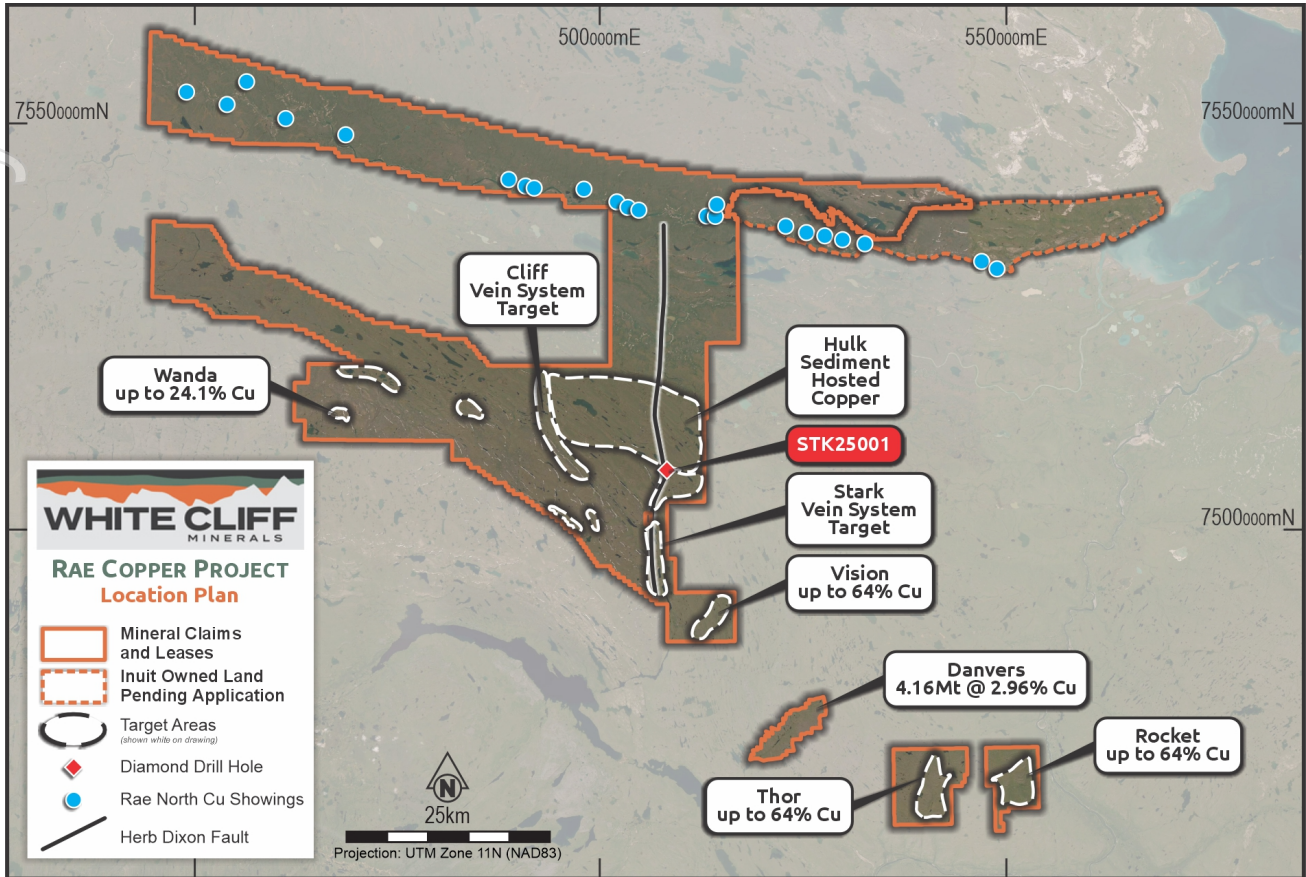 500000mE
550000mE
7550000mN
7550000mN
Cliff
Vein System
Target
Wanda
up to 24.1% Cu
Hulk
Sediment
Hosted
Copper
STK25001
Stark
Vein System
Target
7500000mN
Vision
up to 64% Cu
Danvers
4.16Mt @ 2.96% Cu
Rocket
up to 64% Cu
Thor
up to 64% Cu
WHITE CLIFF
MINERALS
RAE COPPER PROJECT
Location Plan
Mineral Claims
and Leases
Inuit Owned Land
Pending Application
Target Areas
(shown white on drawing)
Diamond Drill Hole
Rae North Cu Showings
Herb Dixon Fault
N
25km
Projection: UTM Zone 11N (NAD83)